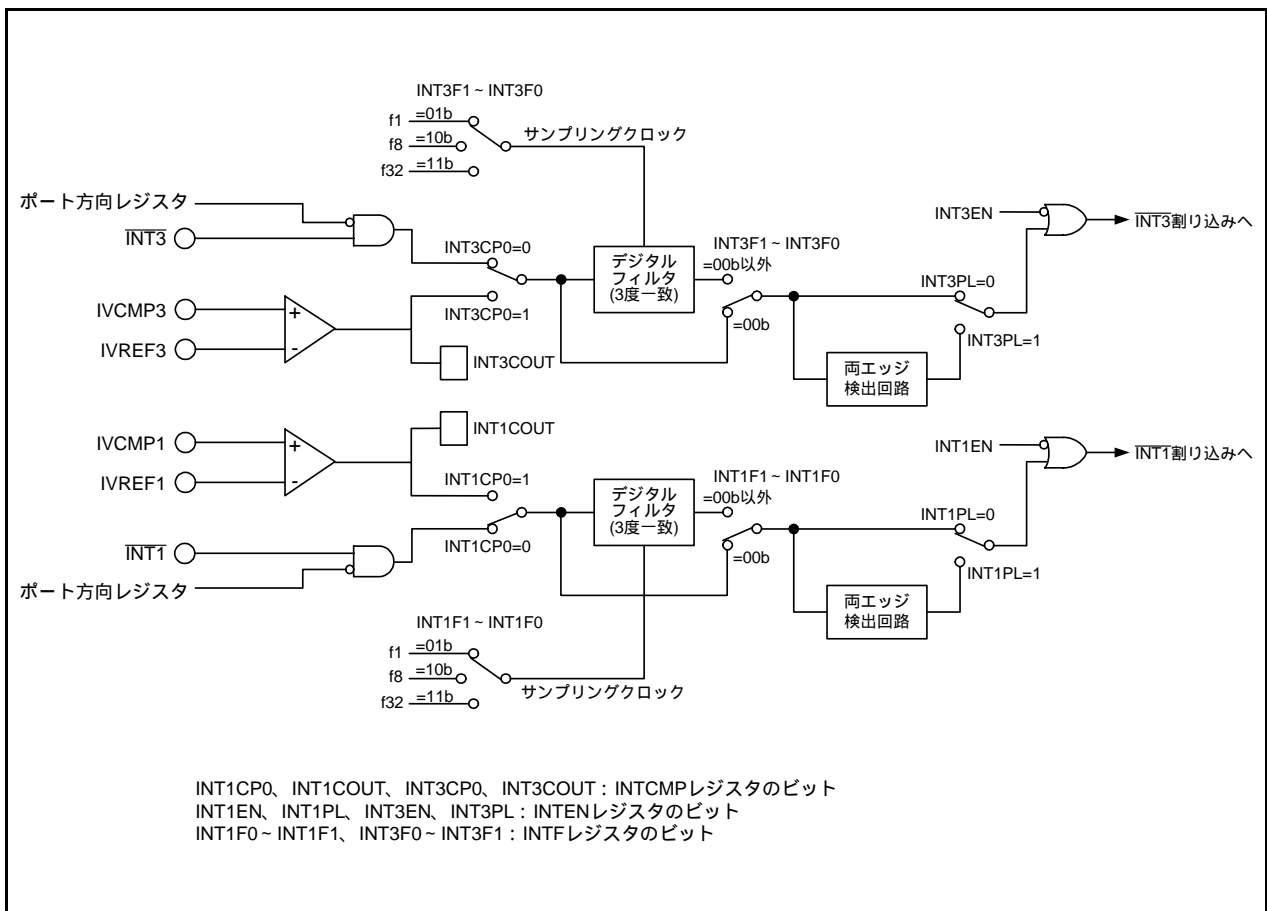 INT3F1 ~ INT3F0
f1 =01b
f8 =10b
f32 =11b
サンプリングクロック
ポート方向レジスタ
INT3
INT3CP0=0
INT3CP0=1
IVCMP3
+
IVREF3
-
INT3COUT
デジタル
フィルタ
(3度一致)
INT3F1 ~ INT3F0
=00b以外
=00b
INT3EN
INT3割り込みへ
INT3PL=0
INT3PL=1
両エッジ
検出回路
IVCMP1
+
IVREF1
-
INT1COUT
INT1CP0=1
INT1CP0=0
INT1
ポート方向レジスタ
デジタル
フィルタ
(3度一致)
INT1F1 ~ INT1F0
=00b以外
=00b
INT1EN
INT1割り込みへ
INT1PL=0
INT1PL=1
両エッジ
検出回路
INT1F1 ~ INT1F0
f1 =01b
f8 =10b
f32 =11b
サンプリングクロック
INT1CP0、INT1COUT、INT3CP0、INT3COUT : INTCMPレジスタのビット
INT1EN、INT1PL、INT3EN、INT3PL : INTENレジスタのビット
INT1F0 ~ INT1F1、INT3F0 ~ INT3F1 : INTFレジスタのビット